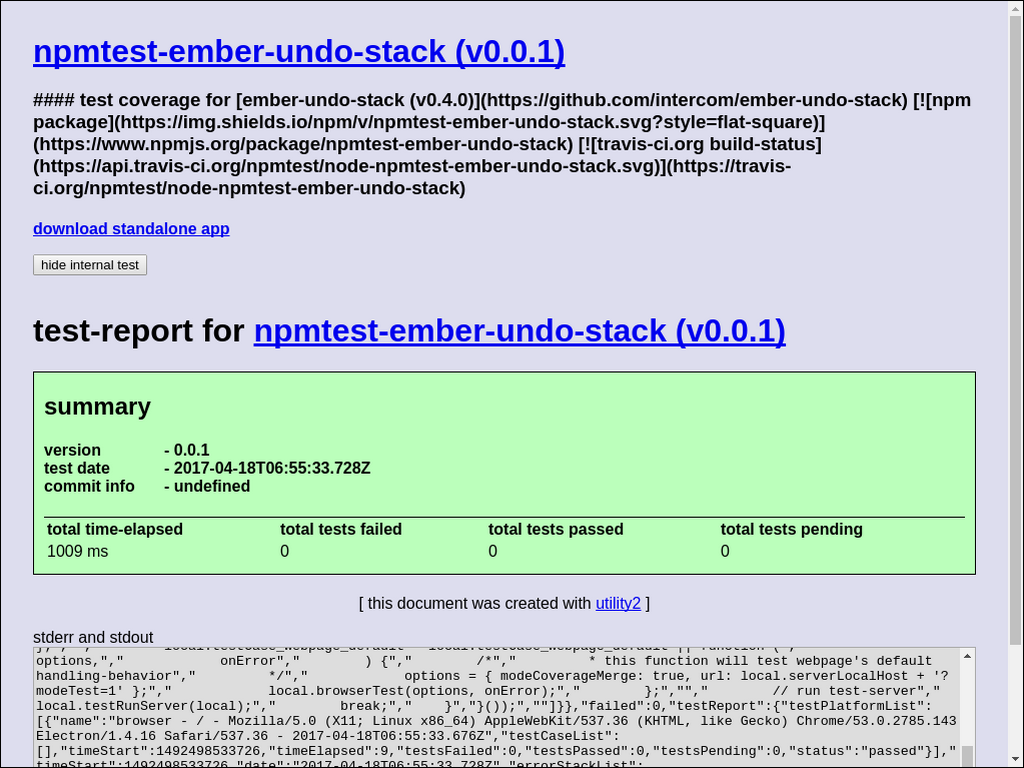 npmtest-ember-undo-stack (v0.0.1)
#### test coverage for [ember-undo-stack (v0.4.0)](https://github.com/intercom/ember-undo-stack) [![npm
package](https://img.shields.io/npm/v/npmtest-ember-undo-stack.svg?style=flat-square)]
(https://www.npmjs.org/package/npmtest-ember-undo-stack) [![travis-ci.org build-status]
(https://api.travis-ci.org/npmtest/node-npmtest-ember-undo-stack.svg)](https://travis-
ci.org/npmtest/node-npmtest-ember-undo-stack)
download standalone app
hide internal test
test-report for npmtest-ember-undo-stack (v0.0.1)
summary
version - 0.0.1
test date - 2017-04-18T06:55:33.728Z
commit info - undefined
total time-elapsed total tests failed total tests passed total tests pending
1009 ms 0 0 0
[ this document was created with utility2 ]
stderr and stdout
options,"," onError"," ) {"," /*"," * this function will test webpage's default
handling-behavior"," */"," options = { modeCoverageMerge: true, url: local.serverLocalHost + '?
modeTest=1' };"," local.browserTest(options, onError);"," };",""," // run test-server","
local.testRunServer(local);"," break;"," }","}());",""]}},"failed":0,"testReport":{"testPlatformList":
[{"name":"browser - / - Mozilla/5.0 (X11; Linux x86_64) AppleWebKit/537.36 (KHTML, like Gecko) Chrome/53.0.2785.143
Electron/1.4.16 Safari/537.36 - 2017-04-18T06:55:33.676Z","testCaseList":
[],"timeStart":1492498533726,"timeElapsed":9,"testsFailed":0,"testsPassed":0,"testsPending":0,"status":"passed"}],"
timeStart":1492498533726,"date":"2017-04-18T06:55:33.728Z","errorStackList":